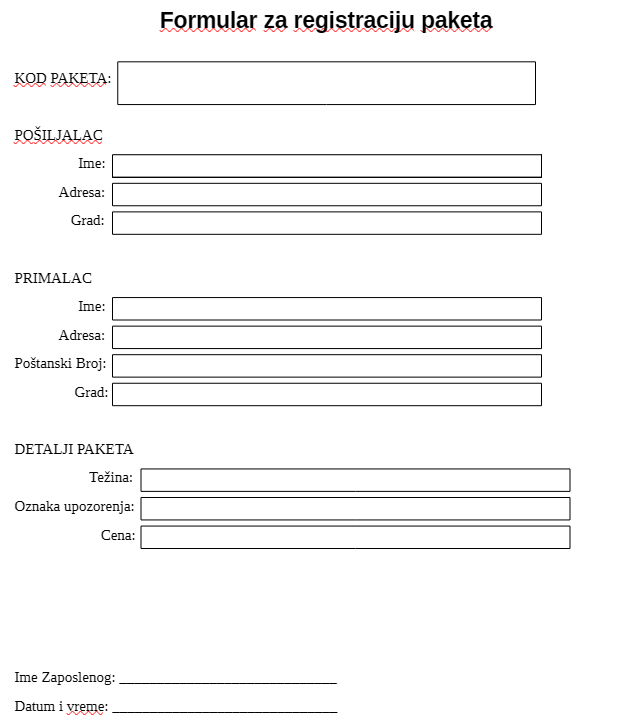 Formular za registraciju paketa
KOD PAKETA:
POŠILJALAC
Ime:
Adresa:
Grad:
PRIMALAC
Ime:
Adresa:
Poštanski Broj:
Grad:
DETALJI PAKETA
Težina:
Oznaka upozorenja:
Cena:
Ime Zaposlenog: _____________________________
Datum i vreme: ______________________________